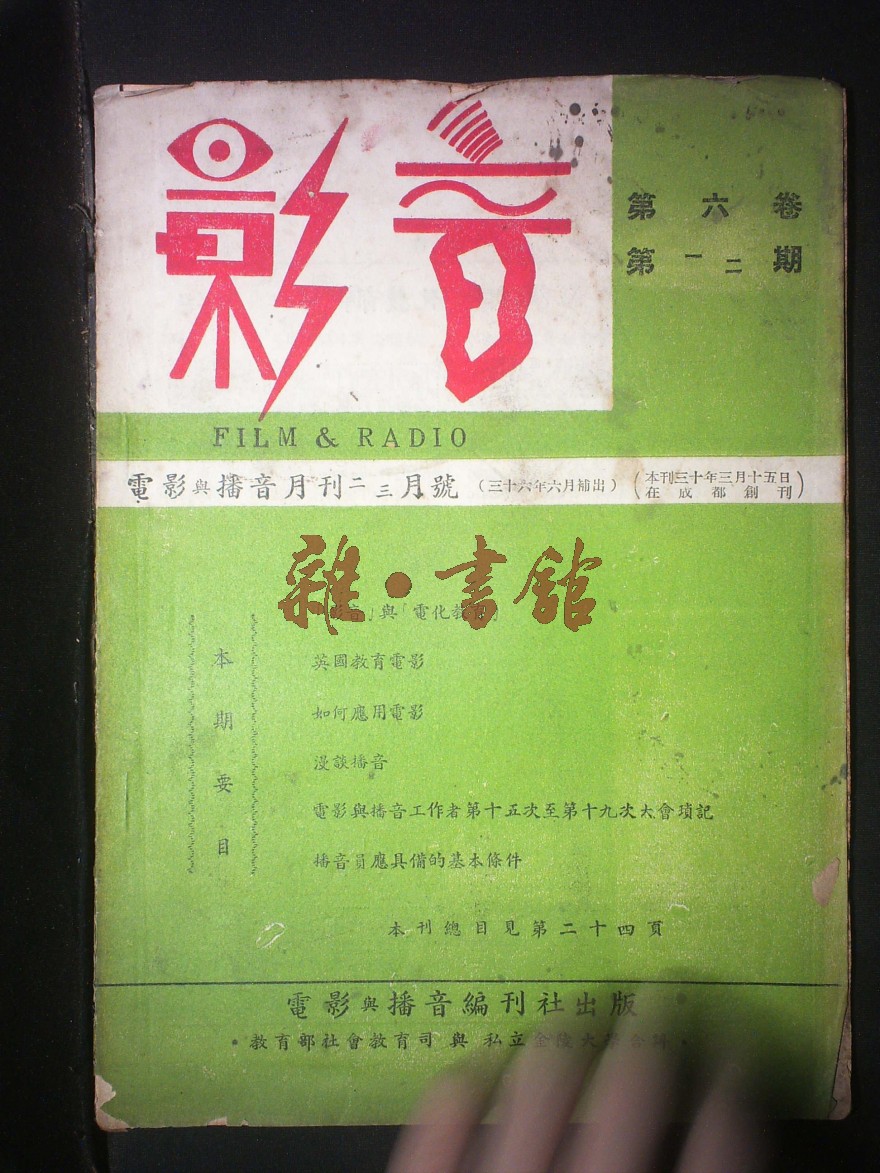 影音
第六卷
第一二期
FILM & RADIO
電影與播音月刊二三月號 (三十六年六月補出) (本刊三十年三月十五日在成都創刊)
雜·書館
本期要目
」與「電化教
英國教育電影
如何應用電影
漫談播音
電影與播音工作者第十五次至第十九次大會瑣記
播音員應具備的基本條件
本刊總目見第二十四頁
電影與播音編刊社出版
·教育部社會教育司與私立金陵大學合辦·